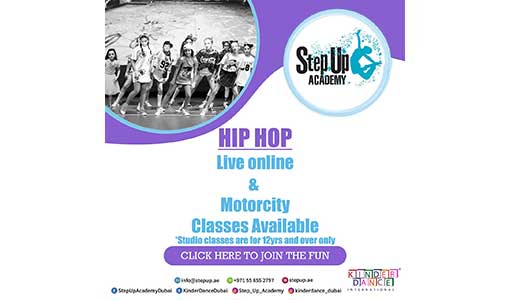 Step Up
ACADEMY
HIP HOP
Live online
&
Motorcity
Classes Available
*Studio classes are for 12yrs and over only
CLICK HERE TO JOIN THE FUN
info@stepup.ae +971 55 855 2797 stepup.ae
StepUpAcademyDubai KinderDanceDubai Step_Up_Academy kinderdance_dubai
KINDER
DANCE
INTERNATIONAL